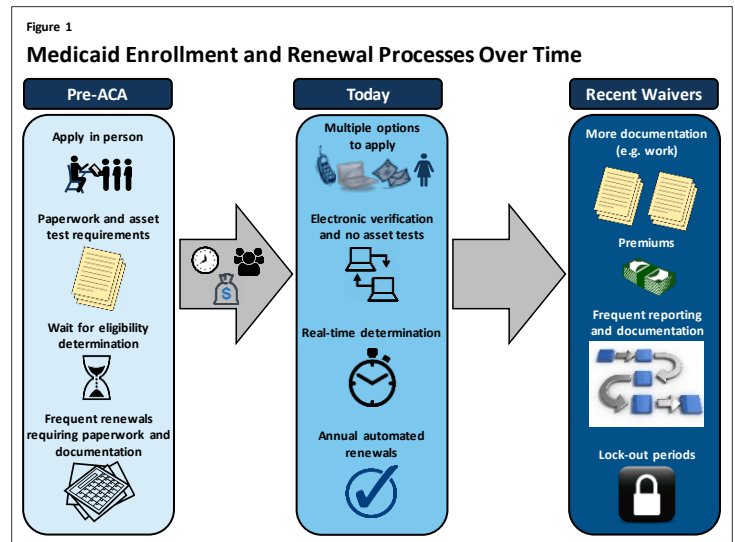 Figure 1
Medicaid Enrollment and Renewal Processes Over Time
Pre-ACA
Apply in person
Paperwork and asset
test requirements
Wait for eligibility
determination
Frequent renewals
requiring paperwork and
documentation
$
Today
Multiple options
to apply
Electronic verification
and no asset tests
Real-time determination
Annual automated
renewals
Recent Waivers
More documentation
(e.g. work)
Premiums
Frequent reporting
and documentation
Lock-out periods